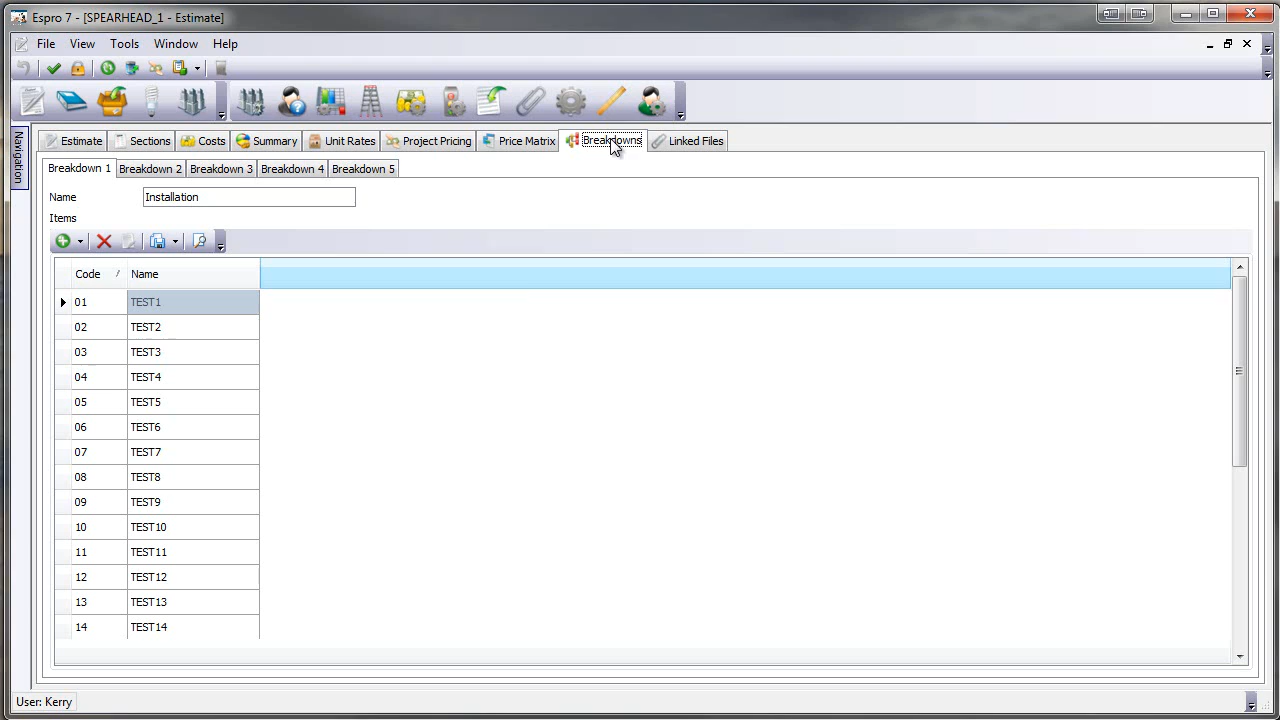 Espro 7 - [SPEARHEAD_1 - Estimate]
File View Tools Window Help
Navigation
Estimate Sections Costs Summary Unit Rates Project Pricing Price Matrix Breakdowns Linked Files
Breakdown 1 Breakdown 2 Breakdown 3 Breakdown 4 Breakdown 5
Name Installation
Items
Code Name
01 TEST1
02 TEST2
03 TEST3
04 TEST4
05 TEST5
06 TEST6
07 TEST7
08 TEST8
09 TEST9
10 TEST10
11 TEST11
12 TEST12
13 TEST13
14 TEST14
User: Kerry